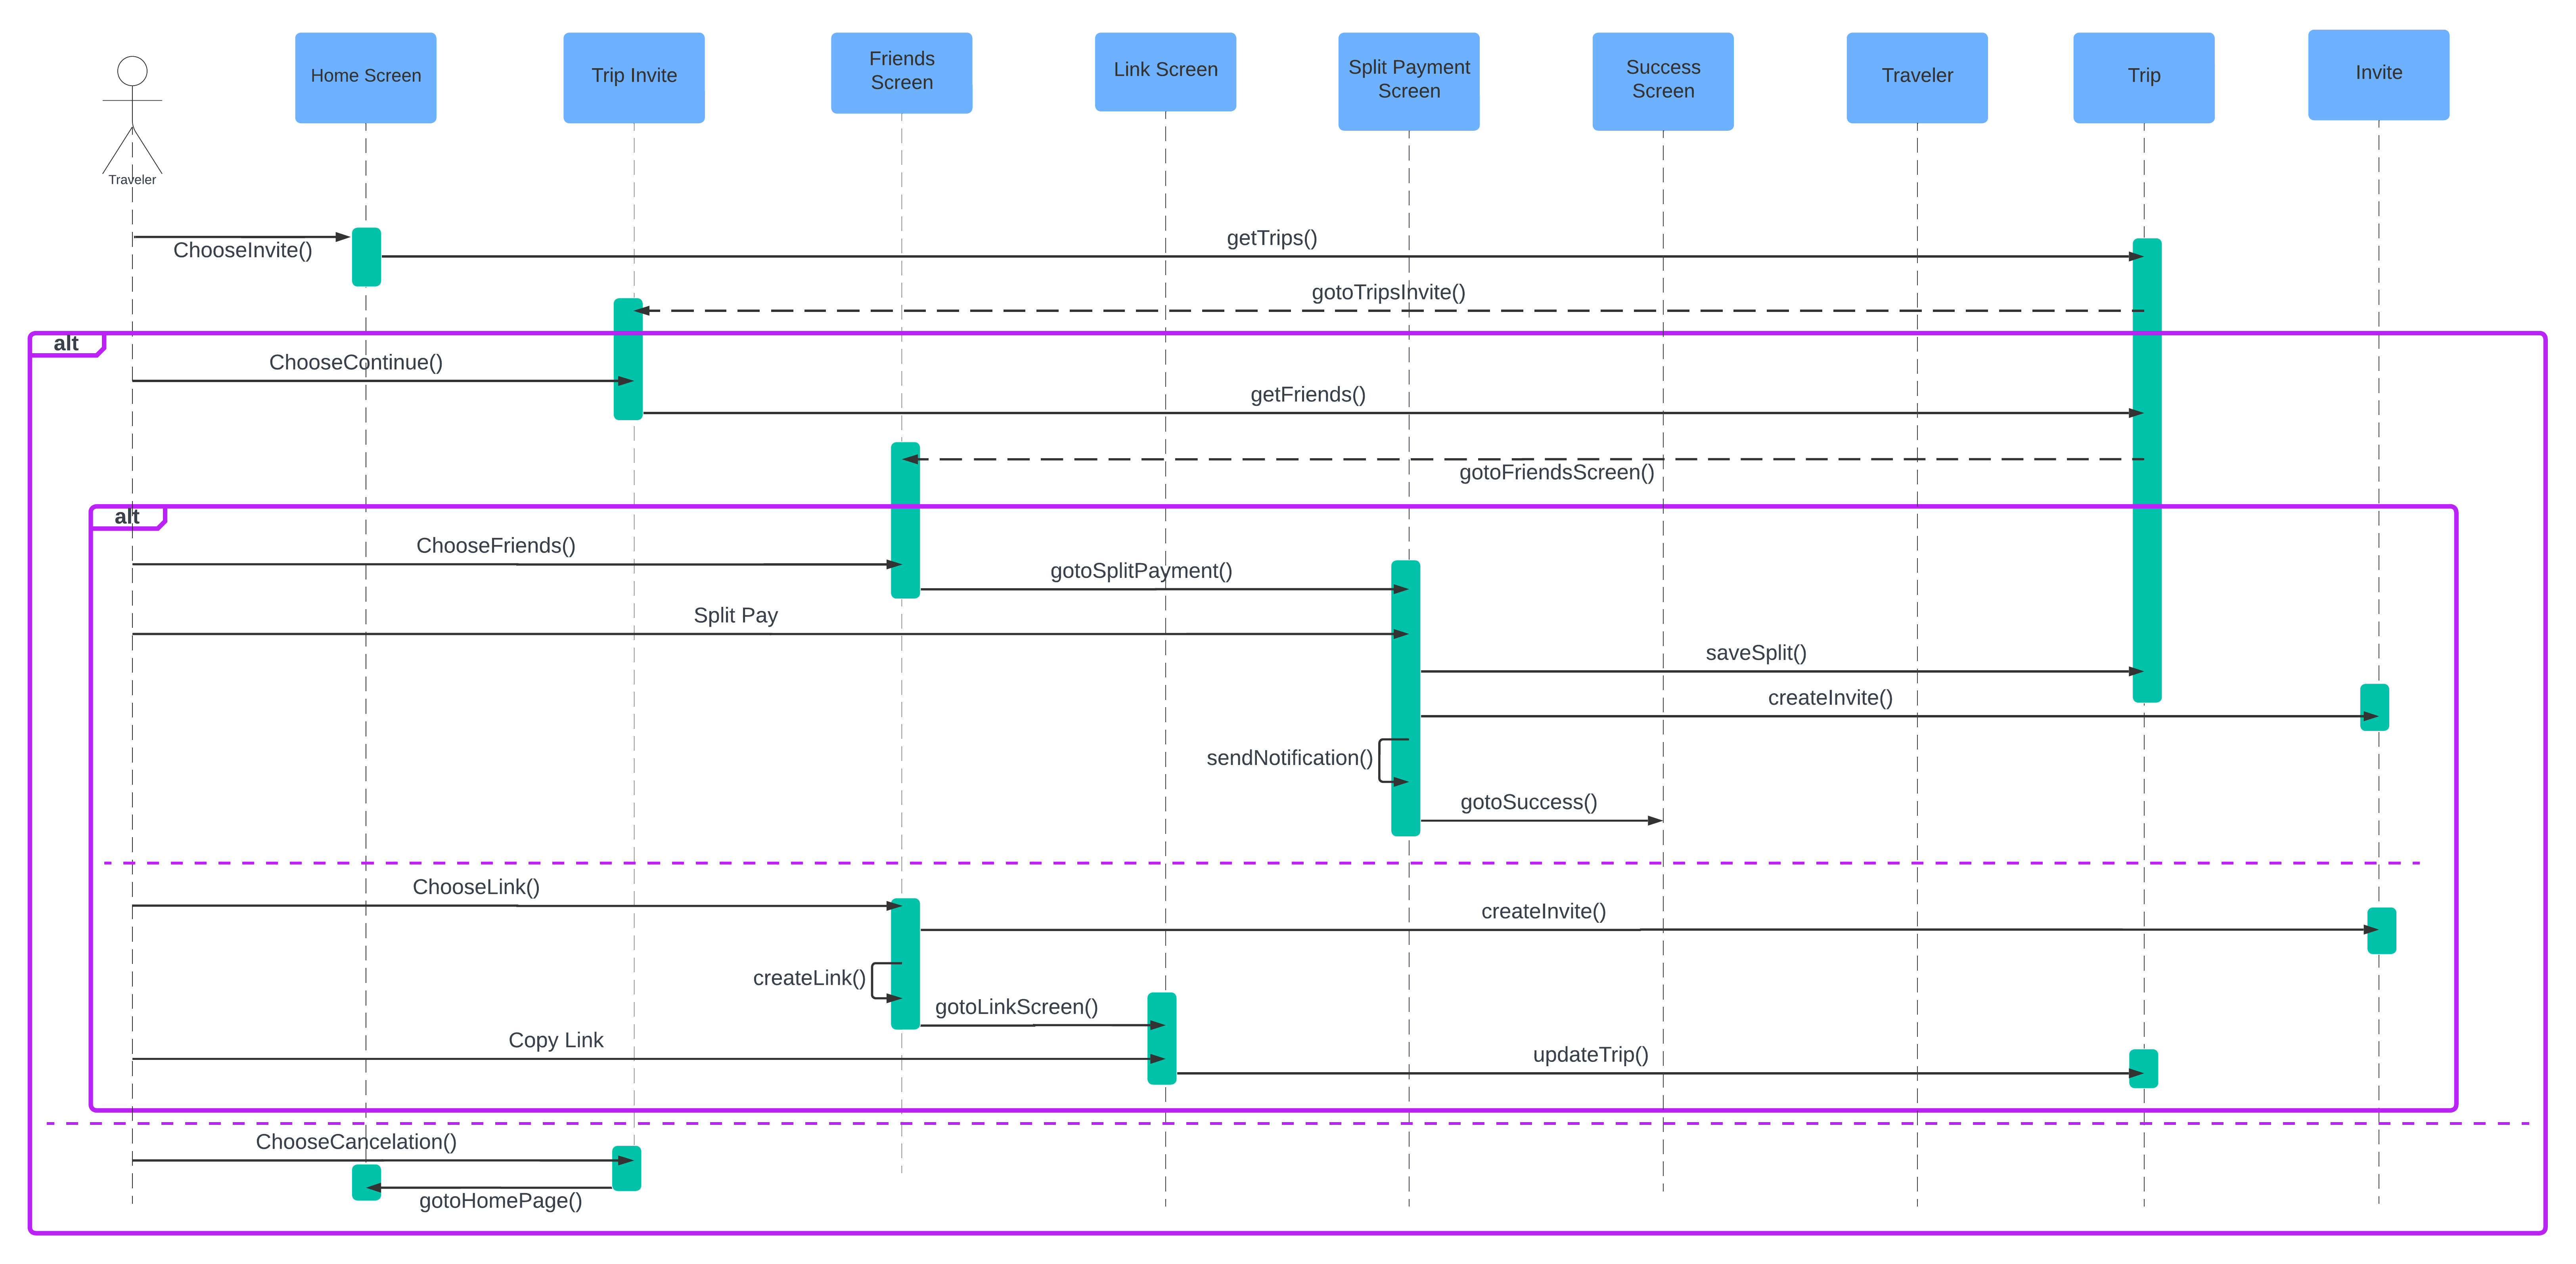 Home Screen
Trip Invite
Friends
Screen
Link Screen
Split Payment
Screen
Success
Screen
Traveler
Trip
Invite
Traveler
ChooseInvite()
getTrips()
gotoTripsInvite()
alt
ChooseContinue()
getFriends()
gotoFriendsScreen()
alt
ChooseFriends()
gotoSplitPayment()
Split Pay
saveSplit()
createInvite()
sendNotification()
gotoSuccess()
ChooseLink()
createInvite()
createLink()
gotoLinkScreen()
Copy Link
updateTrip()
ChooseCancelation()
gotoHomePage()